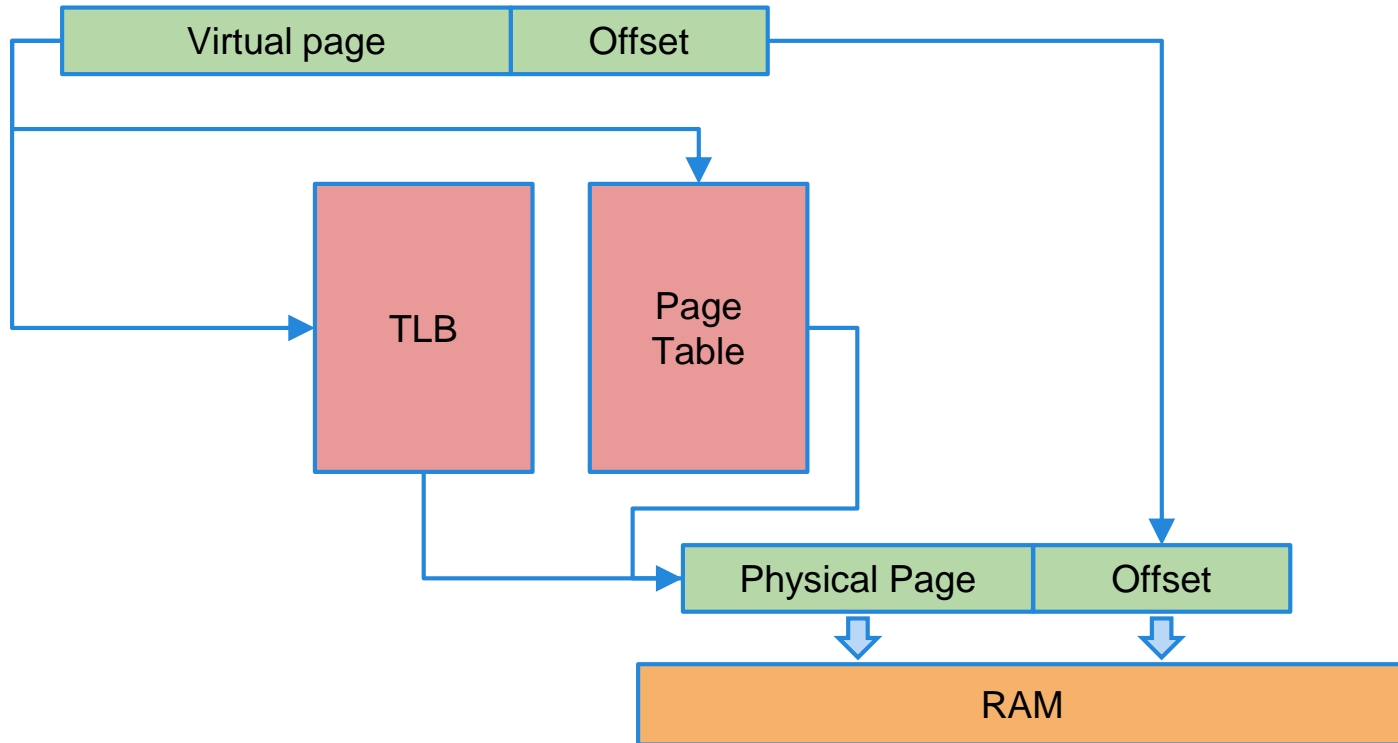 Virtual page
Offset
TLB
Page
Table
Physical Page
Offset
RAM